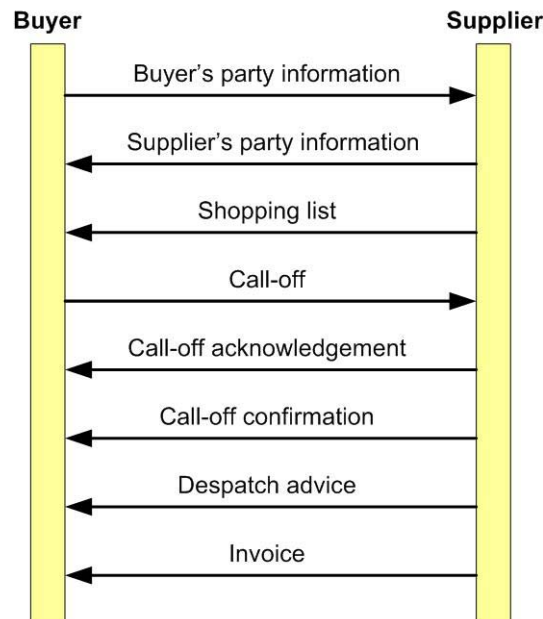 Buyer
Supplier
Buyer's party information
Supplier's party information
Shopping list
Call-off
Call-off acknowledgement
Call-off confirmation
Despatch advice
Invoice